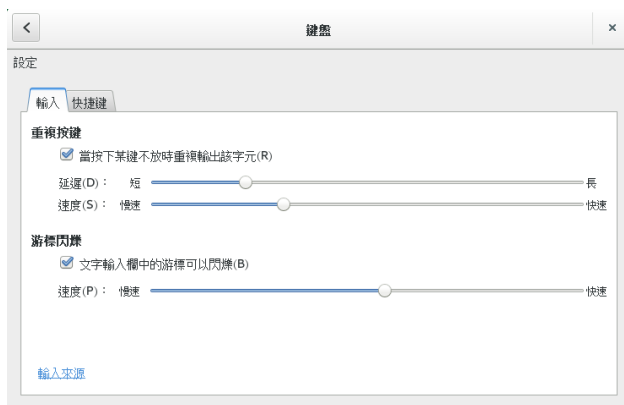 鍵盤
設定
輸入 快捷鍵
重複按鍵
當按下某鍵不放時重複輸出該字元(R)
延遲(D)： 短 長
速度(S)： 慢速 快速
游標閃爍
文字輸入欄中的游標可以閃爍(B)
速度(P)： 慢速 快速
輸入來源